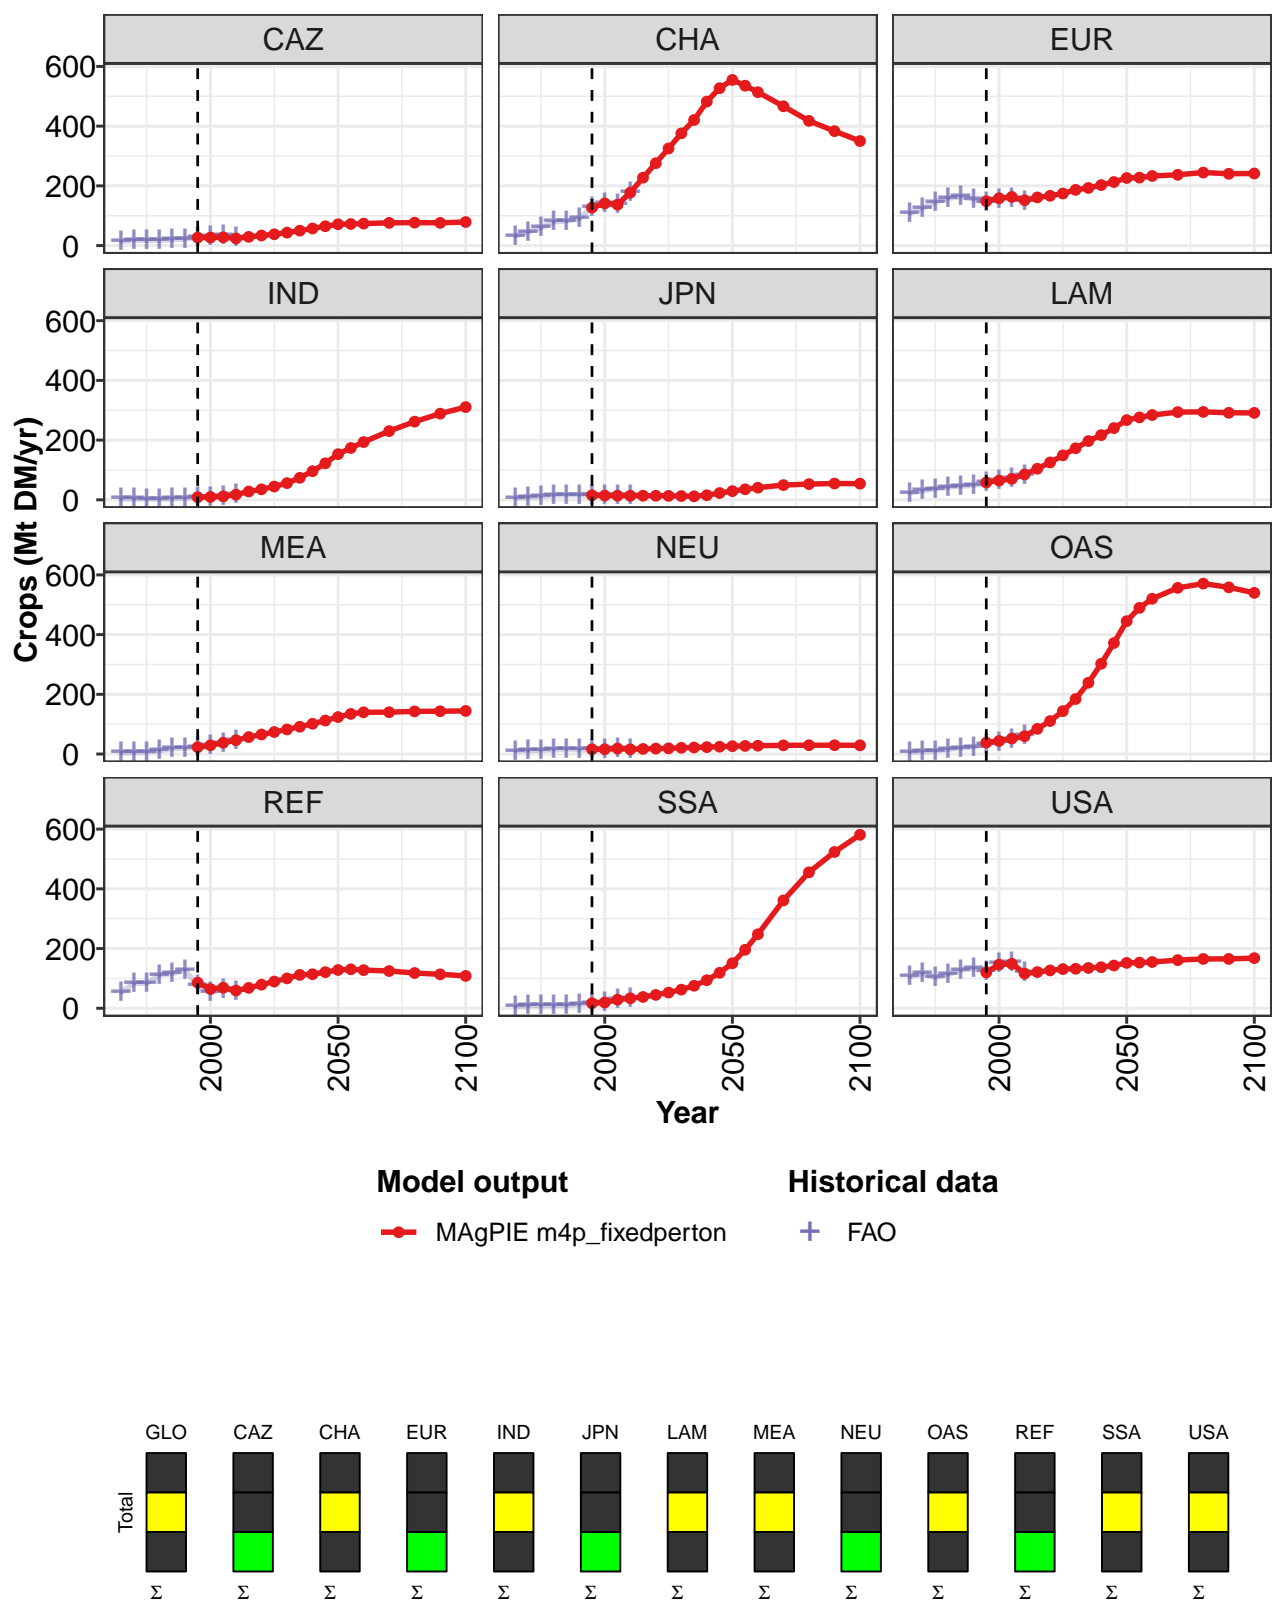 CAZ CHA EUR
600
400
200
0
IND JPN LAM
600
400
200
0
MEA NEU OAS
600
400
200
0
REF SSA USA
600
400
200
0
Crops (Mt DM/yr)
2000 2050 2100 2000 2050 2100 2000 2050 2100
Year
Model output Historical data
MAgPIE m4p_fixedperton FAO
GLO CAZ CHA EUR IND JPN LAM MEA NEU OAS REF SSA USA
Total
Σ Σ Σ Σ Σ Σ Σ Σ Σ Σ Σ Σ Σ